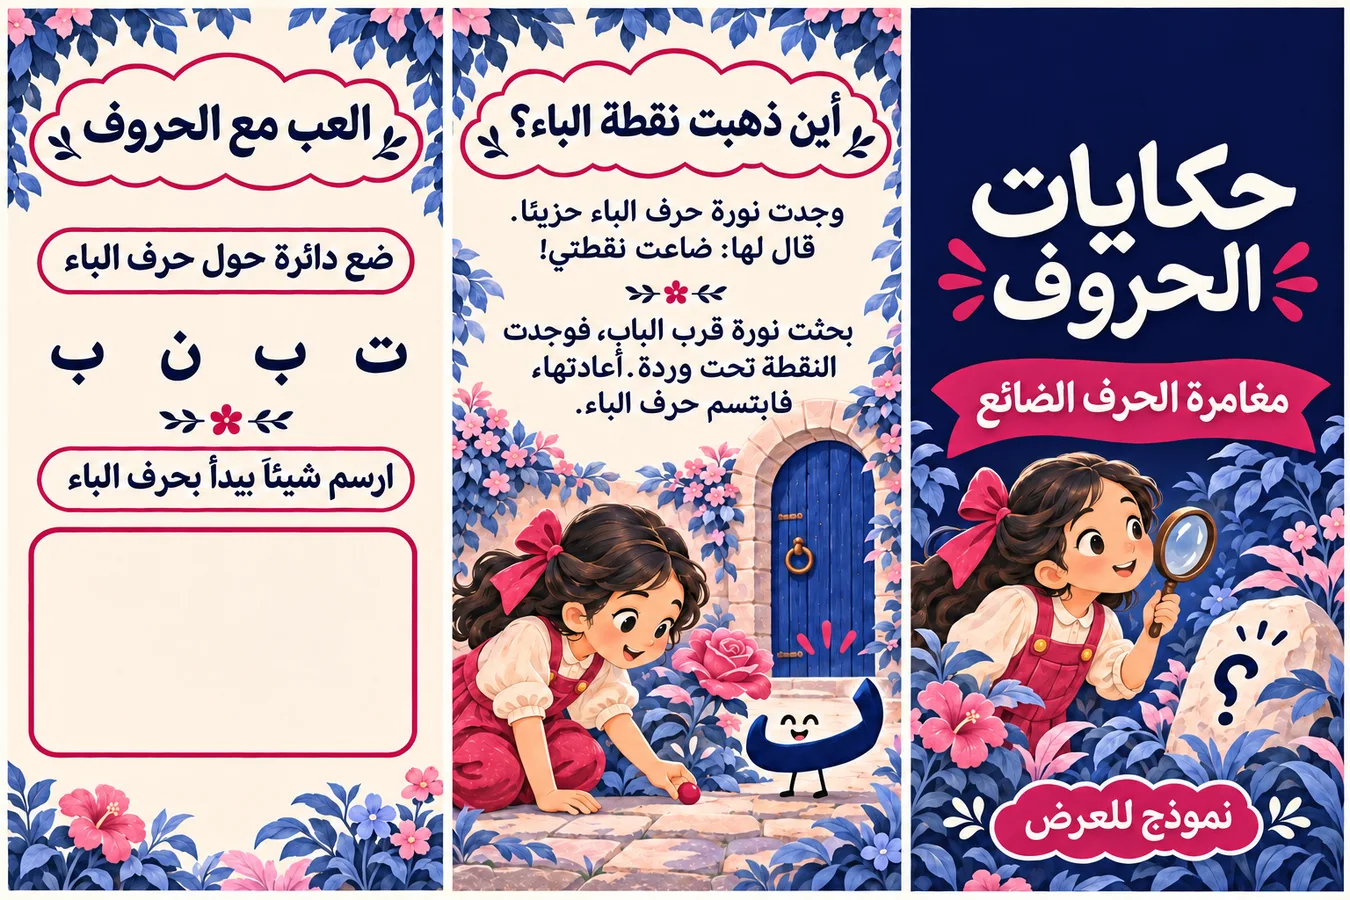 حكايات
الحروف
مغامرة الحرف الضائع
؟
نموذج للعرض
أين ذهبت نقطة الباء؟
وجدت نورة حرف الباء حزينًا.
قال لها: ضاعت نقطتي!
بحثت نورة قرب الباب، فوجدت
النقطة تحت وردة. أعادتهاء
فابتسم حرف الباء.
العب مع الحروف
ضع دائرة حول حرف الباء
ت ب ن ب
ارسم شيئاَ بيدأ بحرف الباء